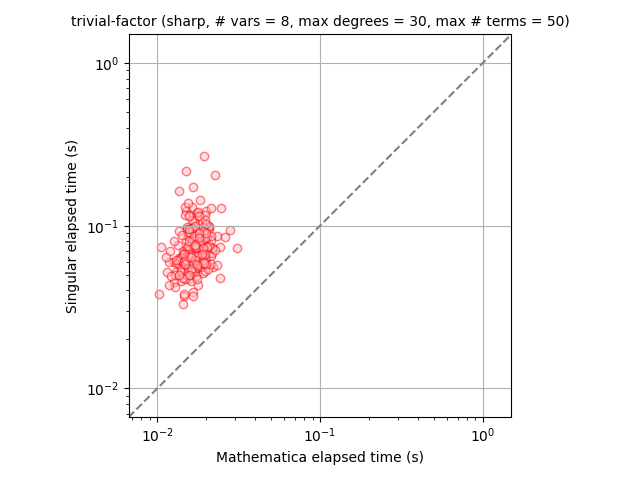 trivial-factor (sharp, # vars = 8, max degrees = 30, max # terms = 50)
Singular elapsed time (s)
10⁰
10⁻¹
10⁻²
10⁻² 10⁻¹ 10⁰
Mathematica elapsed time (s)